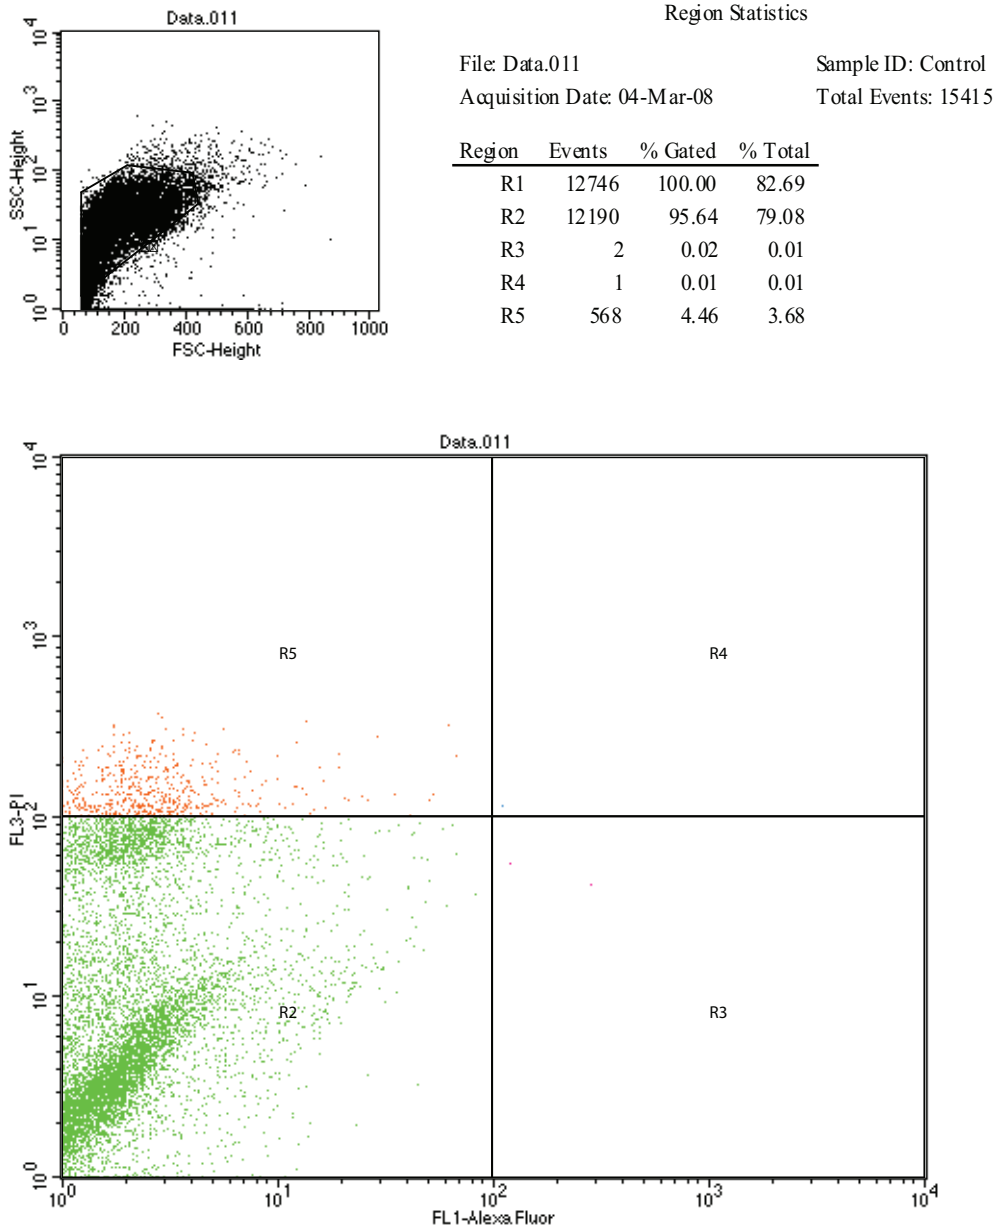 Data.011
10^4
10^3
10^2
10^1
10^0
SSC-Height
0 200 400 600 800 1000
FSC-Height
Region Statistics
File: Data.011 Sample ID: Control
Acquisition Date: 04-Mar-08 Total Events: 15415
Region Events % Gated % Total
R1 12746 100.00 82.69
R2 12190 95.64 79.08
R3 2 0.02 0.01
R4 1 0.01 0.01
R5 568 4.46 3.68
Data.011
10^4
10^3
10^2
10^1
10^0
FL3-PI
R5 R4
R2 R3
10^0 10^1 10^2 10^3 10^4
FL1-Alexa Fluor